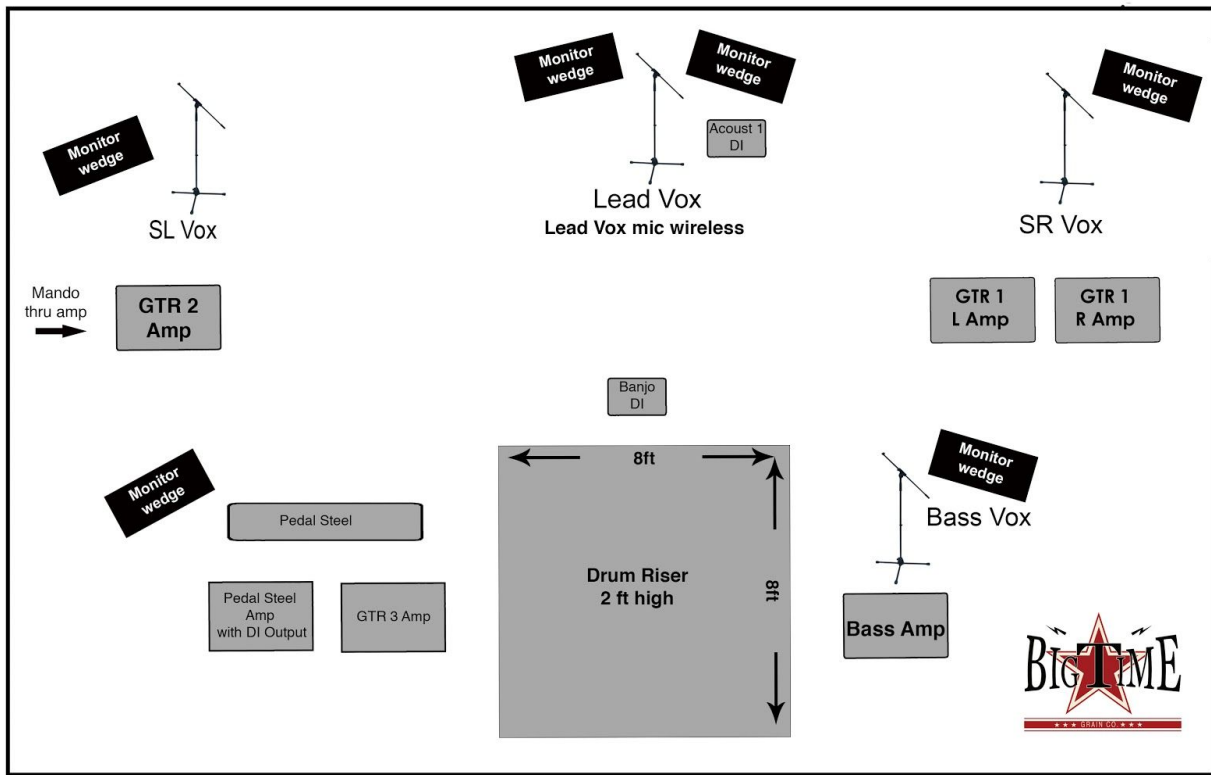 Monitor
wedge
Monitor
wedge
Monitor
wedge
Monitor
wedge
Acoust 1
DI
SL Vox
Lead Vox
Lead Vox mic wireless
SR Vox
Mando
thru amp
GTR 2
Amp
GTR 1
L Amp
GTR 1
R Amp
Banjo
DI
Monitor
wedge
Pedal Steel
Pedal Steel
Amp
with DI Output
GTR 3 Amp
8ft
8ft
Drum Riser
2 ft high
Monitor
wedge
Bass Vox
Bass Amp
BIG TIME
GRAIN CO.